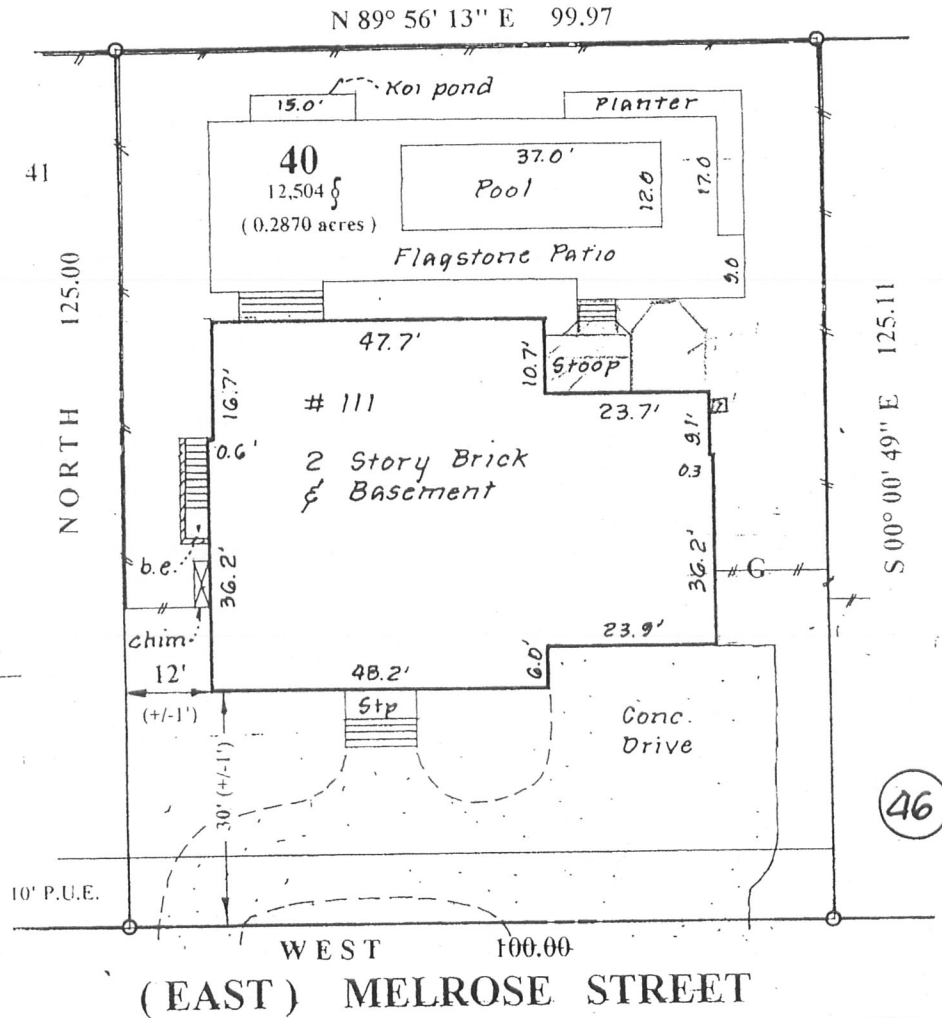 N 89° 56' 13" E 99.97
Koi pond
15.0'
Planter
41
40
12,504
( 0.2870 acres )
37.0'
Pool
12.0
17.0
Flagstone Patio
9.0
NORTH 125.00
S 00° 00' 49" E 125.11
47.7'
10.7'
Stoop
16.7'
# 111
23.7'
9.1'
0.6'
2 Story Brick
& Basement
0.3
b.e.
36.2'
36.2'
G
chim.
23.9'
12'
(+/-1')
48.2'
6.0'
Stp
Conc.
Drive
30' (+/-1')
46
10' P.U.E.
WEST 100.00
( EAST ) MELROSE STREET